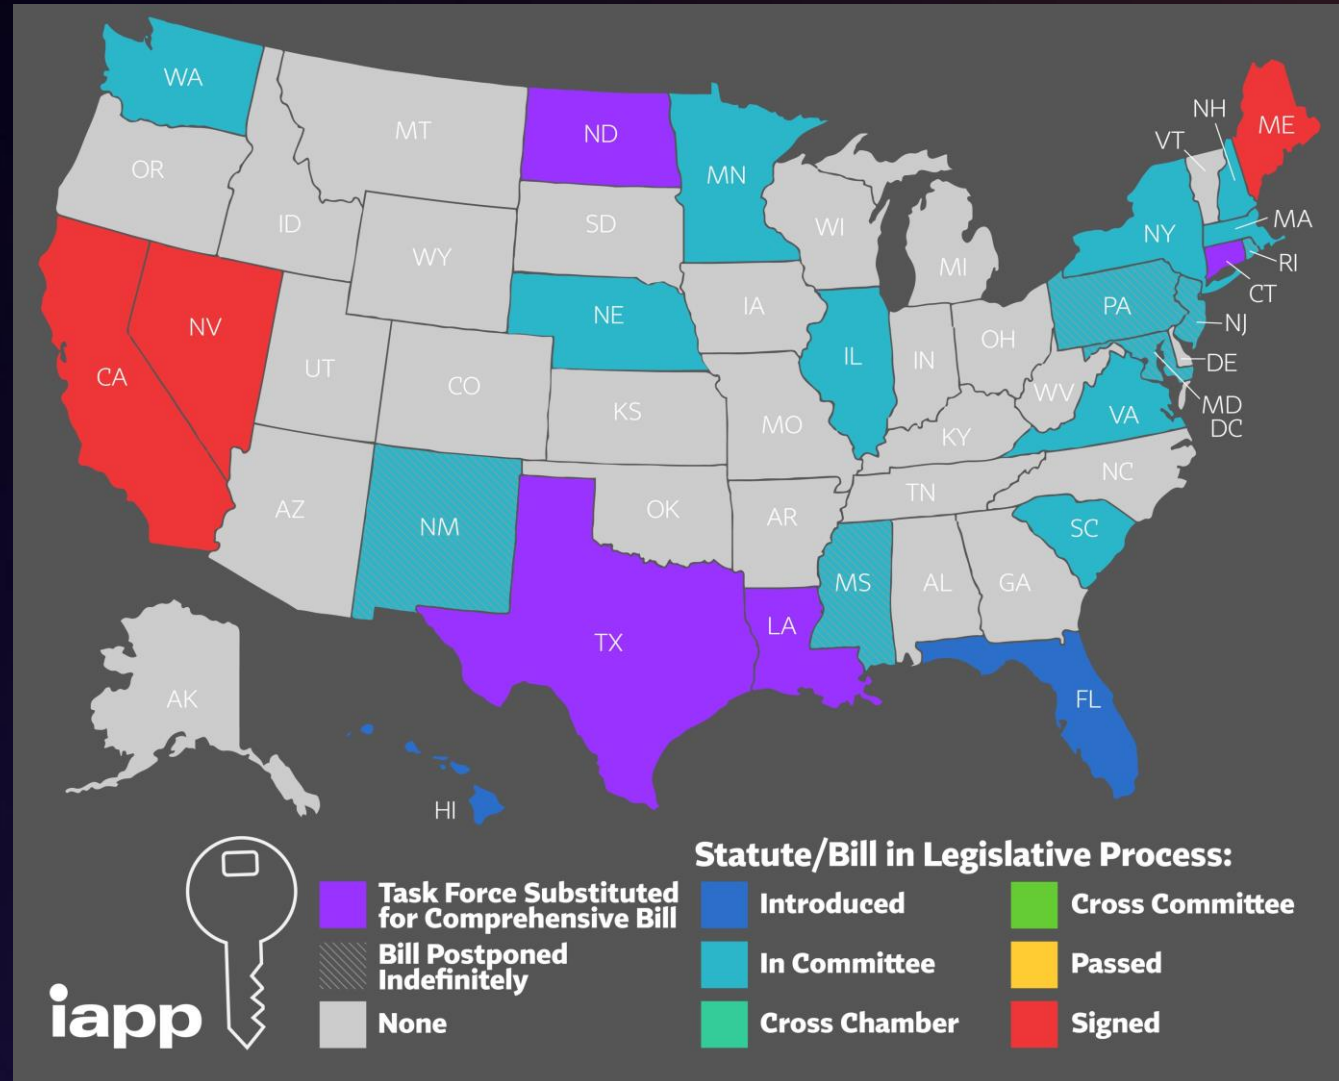 WA
MT
ND
MN
OR
ID
WY
SD
WI
MI
NH
VT
ME
NY
MA
RI
CT
PA
NJ
DE
MD
DC
NV
CA
UT
CO
NE
IA
IL
IN
OH
WV
VA
KS
MO
KY
NC
TN
SC
AZ
NM
OK
AR
MS
AL
GA
TX
LA
FL
AK
HI
Statute/Bill in Legislative Process:
Task Force Substituted
for Comprehensive Bill
Bill Postponed
Indefinitely
None
Introduced
In Committee
Cross Chamber
Cross Committee
Passed
Signed
iapp